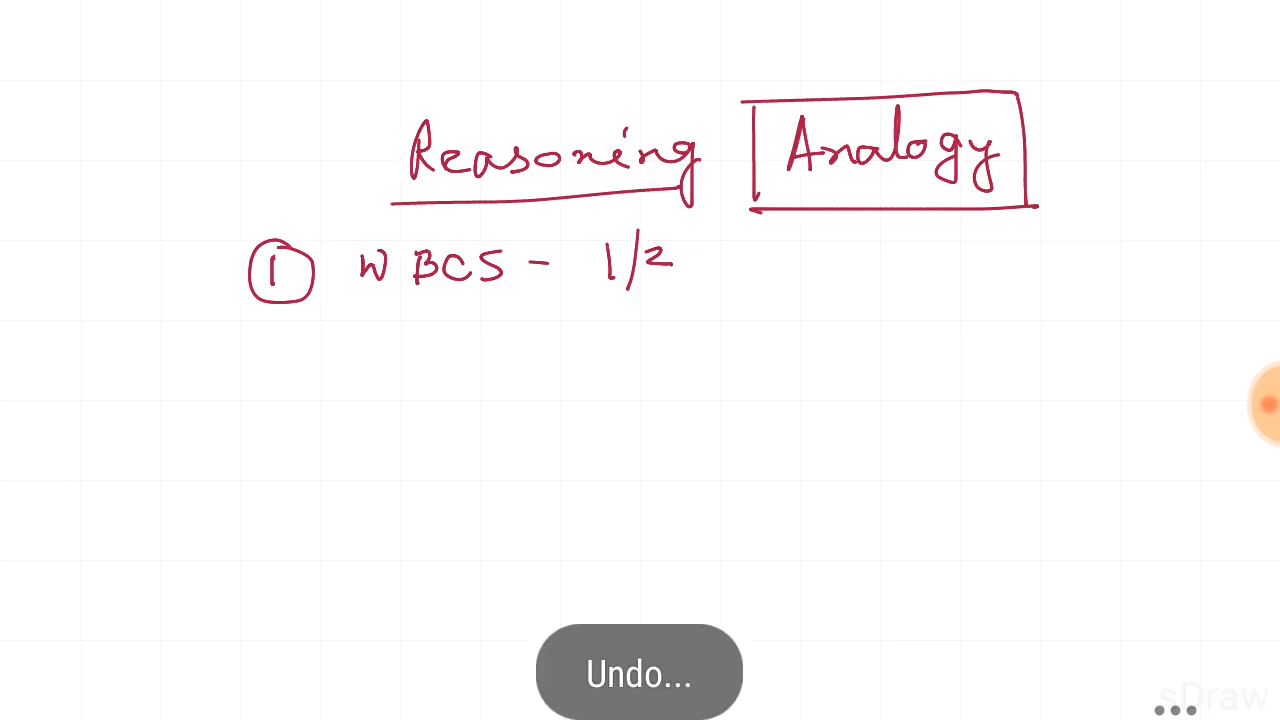 Reasoning Analogy
① WBCS - 1/2
Undo...
sDraw